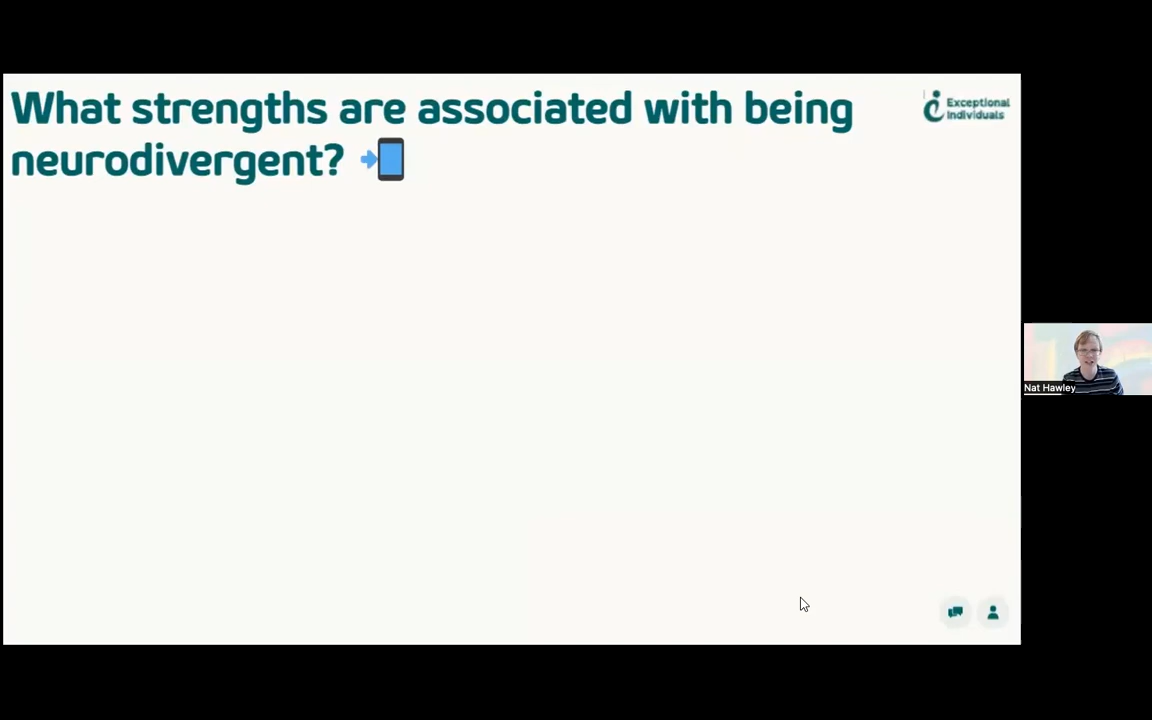 What strengths are associated with being
neurodivergent?
Exceptional
Individuals
Nat Hawley